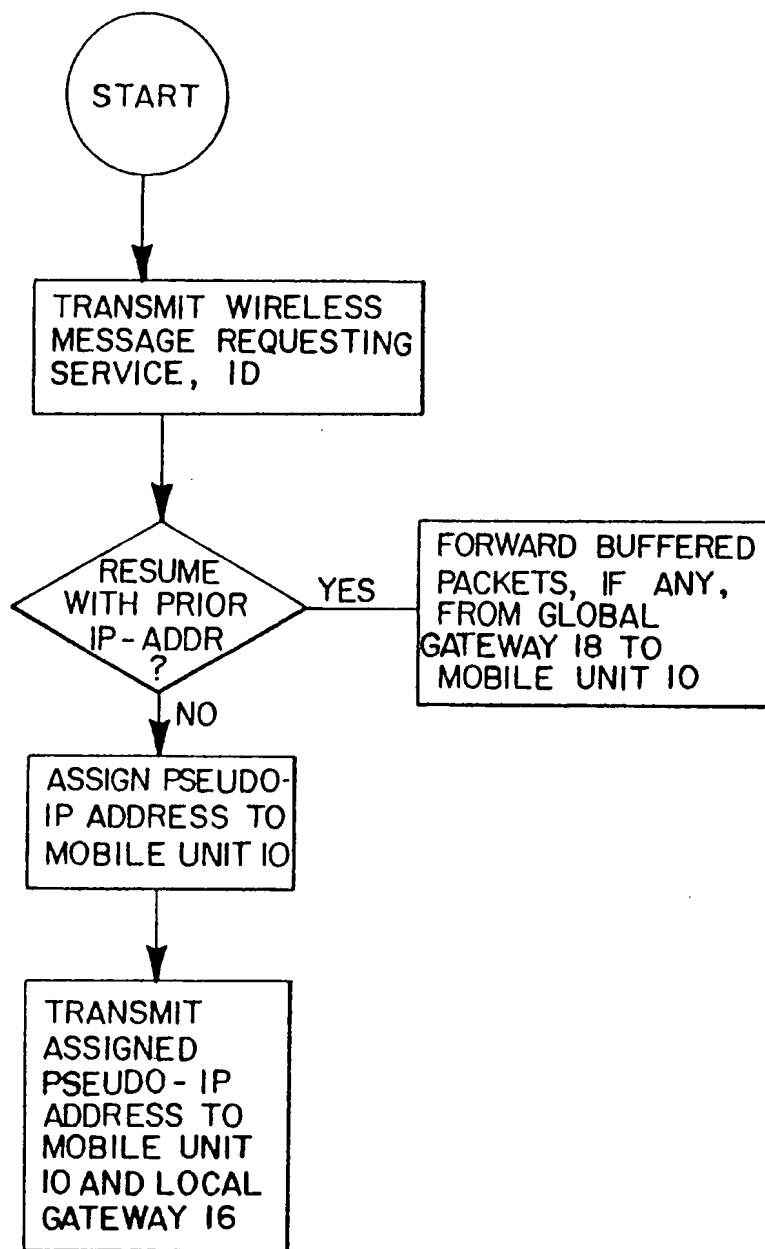 START
TRANSMIT WIRELESS
MESSAGE REQUESTING
SERVICE, ID
RESUME
WITH PRIOR
IP-ADDR
?
YES
FORWARD BUFFERED
PACKETS, IF ANY,
FROM GLOBAL
GATEWAY 18 TO
MOBILE UNIT 10
NO
ASSIGN PSEUDO-
IP ADDRESS TO
MOBILE UNIT 10
TRANSMIT
ASSIGNED
PSEUDO-IP
ADDRESS TO
MOBILE UNIT
10 AND LOCAL
GATEWAY 16